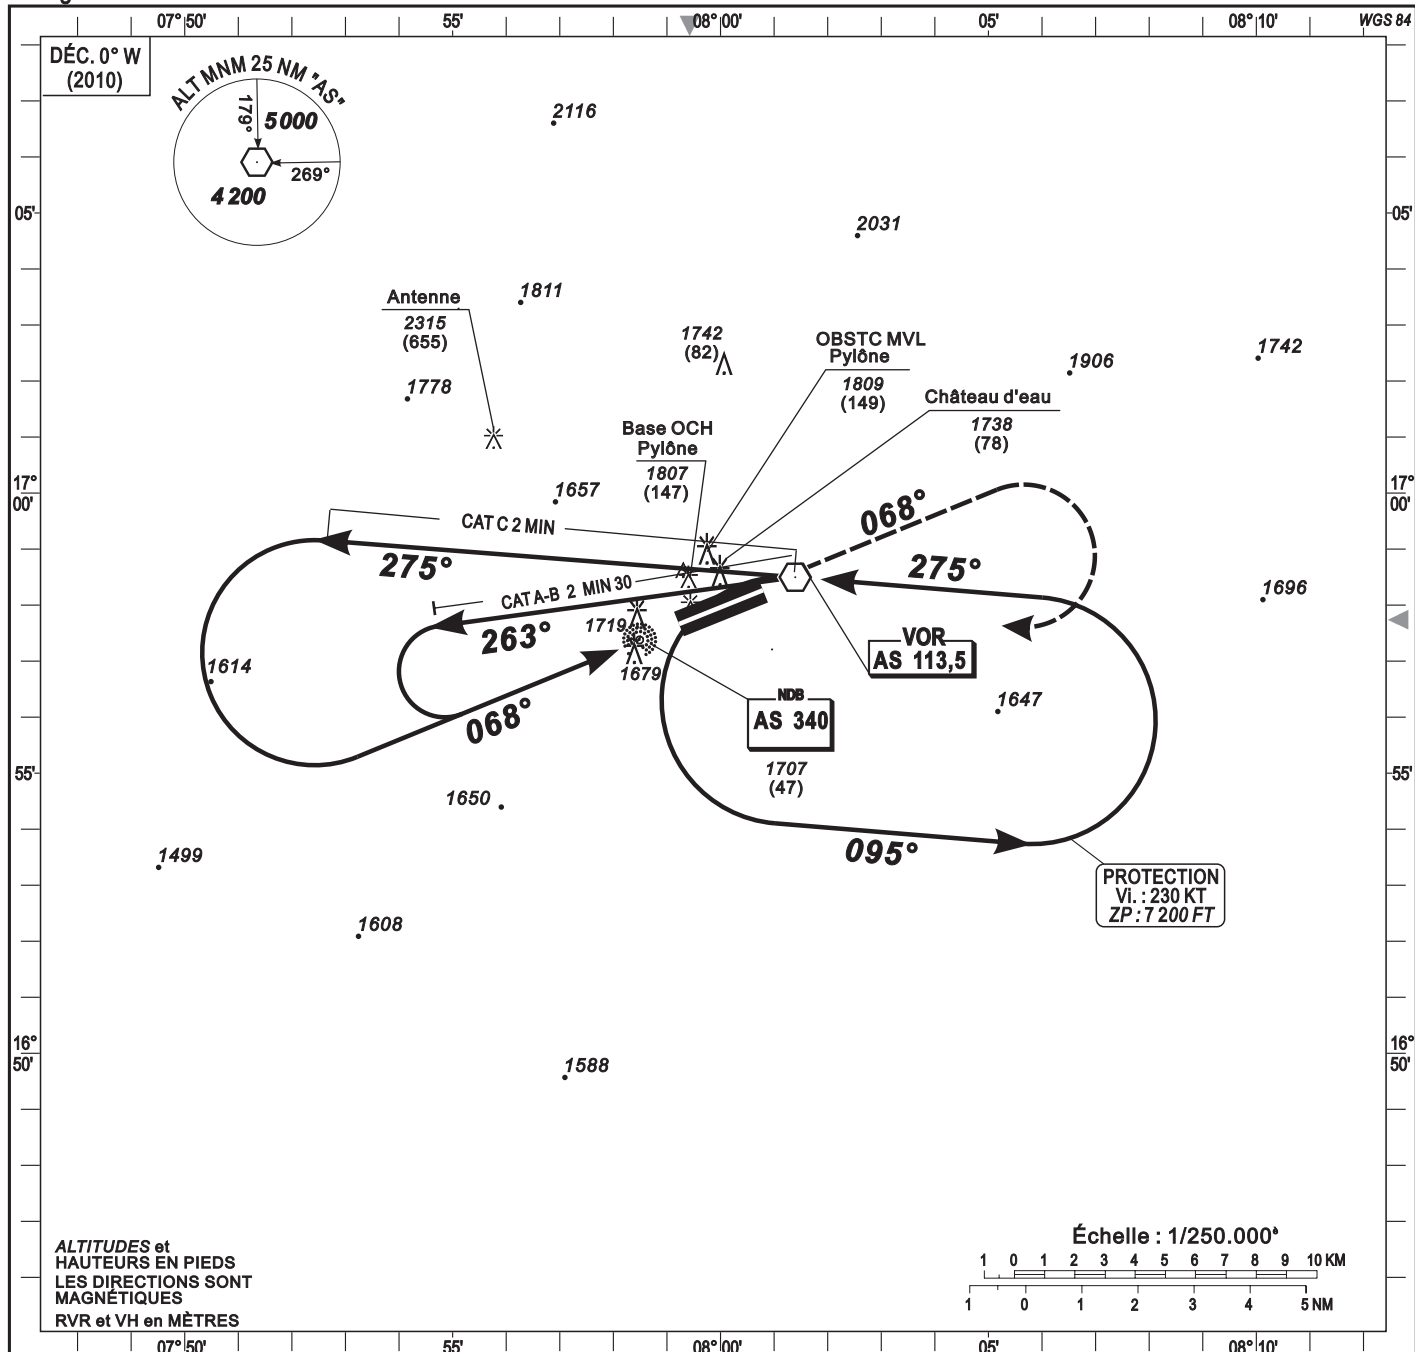 07°50'
55'
08°00'
05'
08°10'
WGS 84
DÉC. 0° W
(2010)
ALT MNM 25 NM "AS"
179°
5 000
269°
4 200
2116
05'
05'
2031
1811
Antenne
2315
(655)
1742
(82)
OBSTC MVL
Pylône
1809
(149)
1906
1742
1778
Château d'eau
1738
(78)
Base OCH
Pylône
1807
(147)
17°
00'
17°
00'
1657
068°
CAT C 2 MIN
275°
275°
CAT A-B 2 MIN 30
1696
263°
1719
VOR
AS 113,5
1614
1679
NDB
AS 340
1647
068°
1707
(47)
55'
55'
1650
095°
1499
PROTECTION
Vi. : 230 KT
ZP : 7 200 FT
1608
16°
50'
16°
50'
1588
ALTITUDES et
HAUTEURS EN PIEDS
LES DIRECTIONS SONT
MAGNÉTIQUES
RVR et VH en MÈTRES
Échelle : 1/250.000è
1 0 1 2 3 4 5 6 7 8 9 10 KM
1 0 1 2 3 4 5 NM
07°50'
55'
08°00'
05'
08°10'